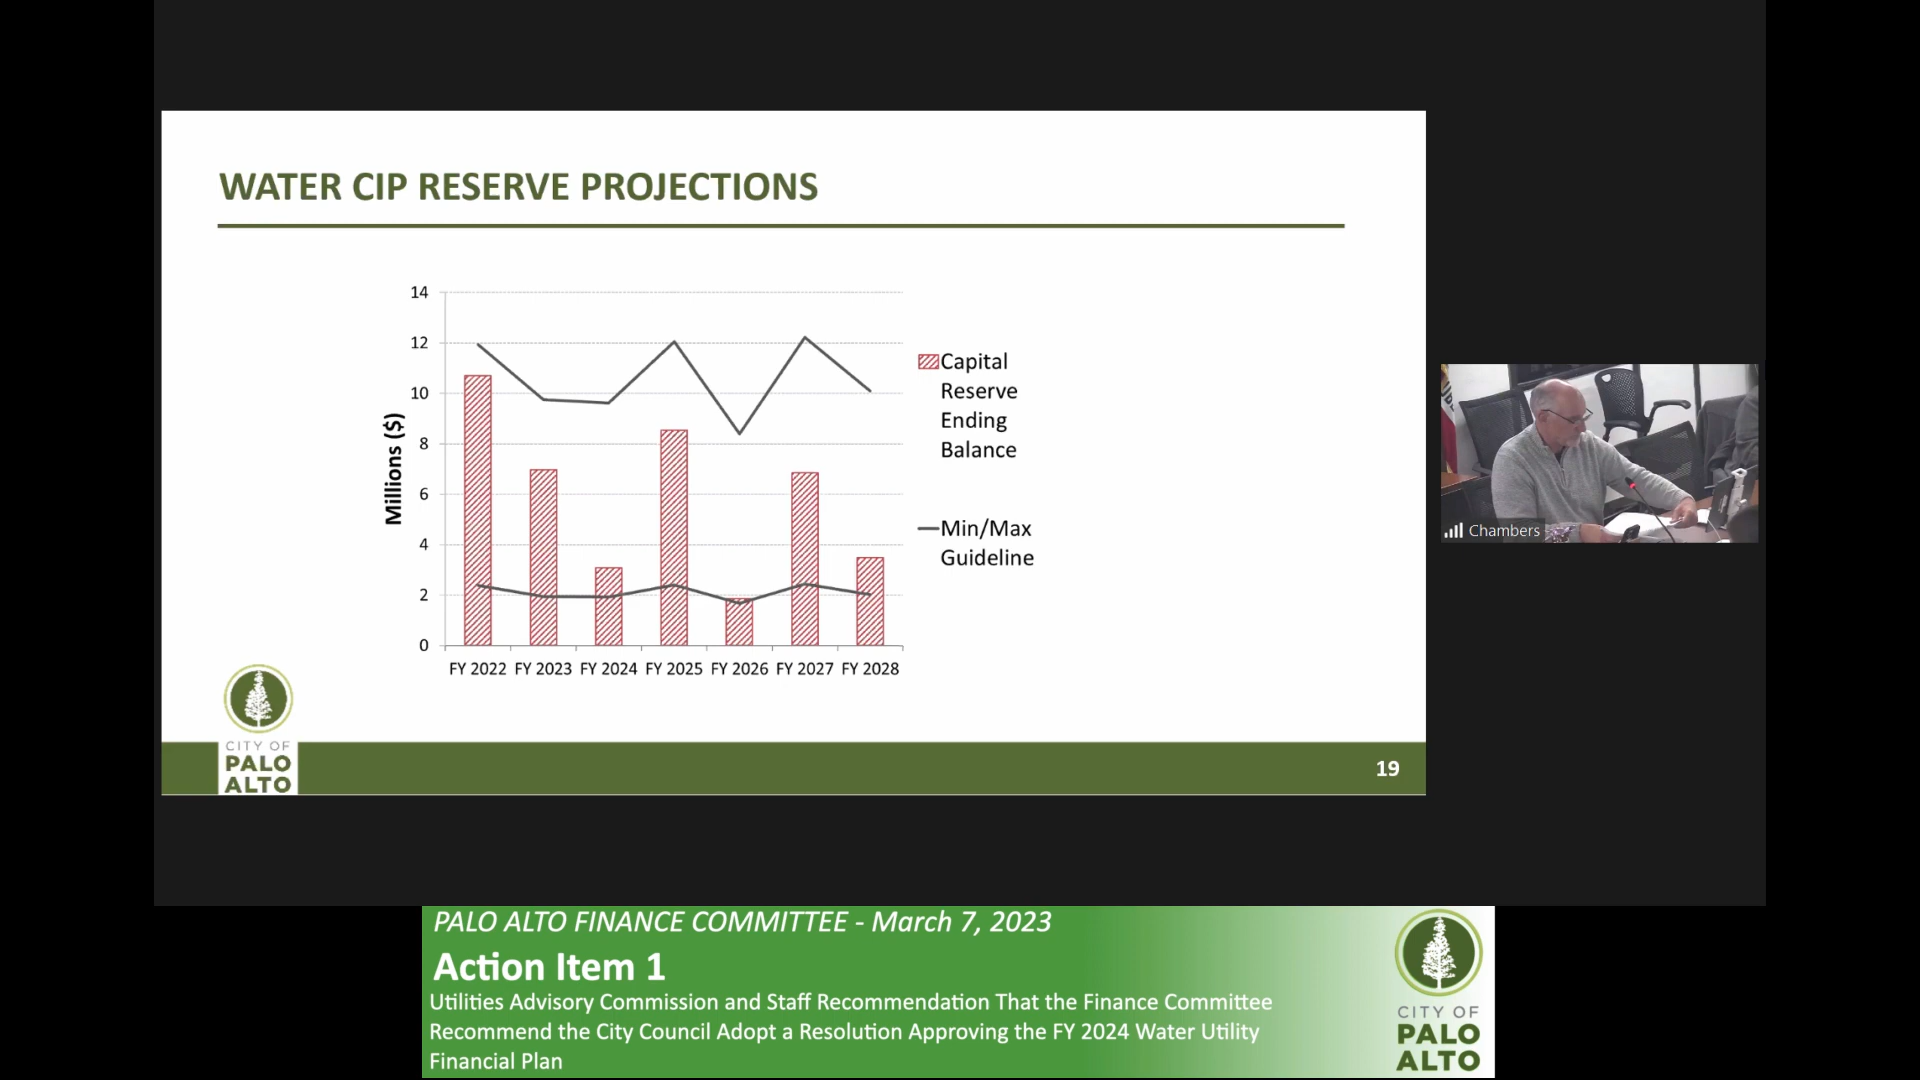 WATER CIP RESERVE PROJECTIONS
14
12
10
8
6
4
2
0
Millions ($)
FY 2022 FY 2023 FY 2024 FY 2025 FY 2026 FY 2027 FY 2028
Capital
Reserve
Ending
Balance
Min/Max
Guideline
CITY OF
PALO
ALTO
19
Chambers
PALO ALTO FINANCE COMMITTEE - March 7, 2023
Action Item 1
Utilities Advisory Commission and Staff Recommendation That the Finance Committee
Recommend the City Council Adopt a Resolution Approving the FY 2024 Water Utility
Financial Plan
CITY OF
PALO
ALTO